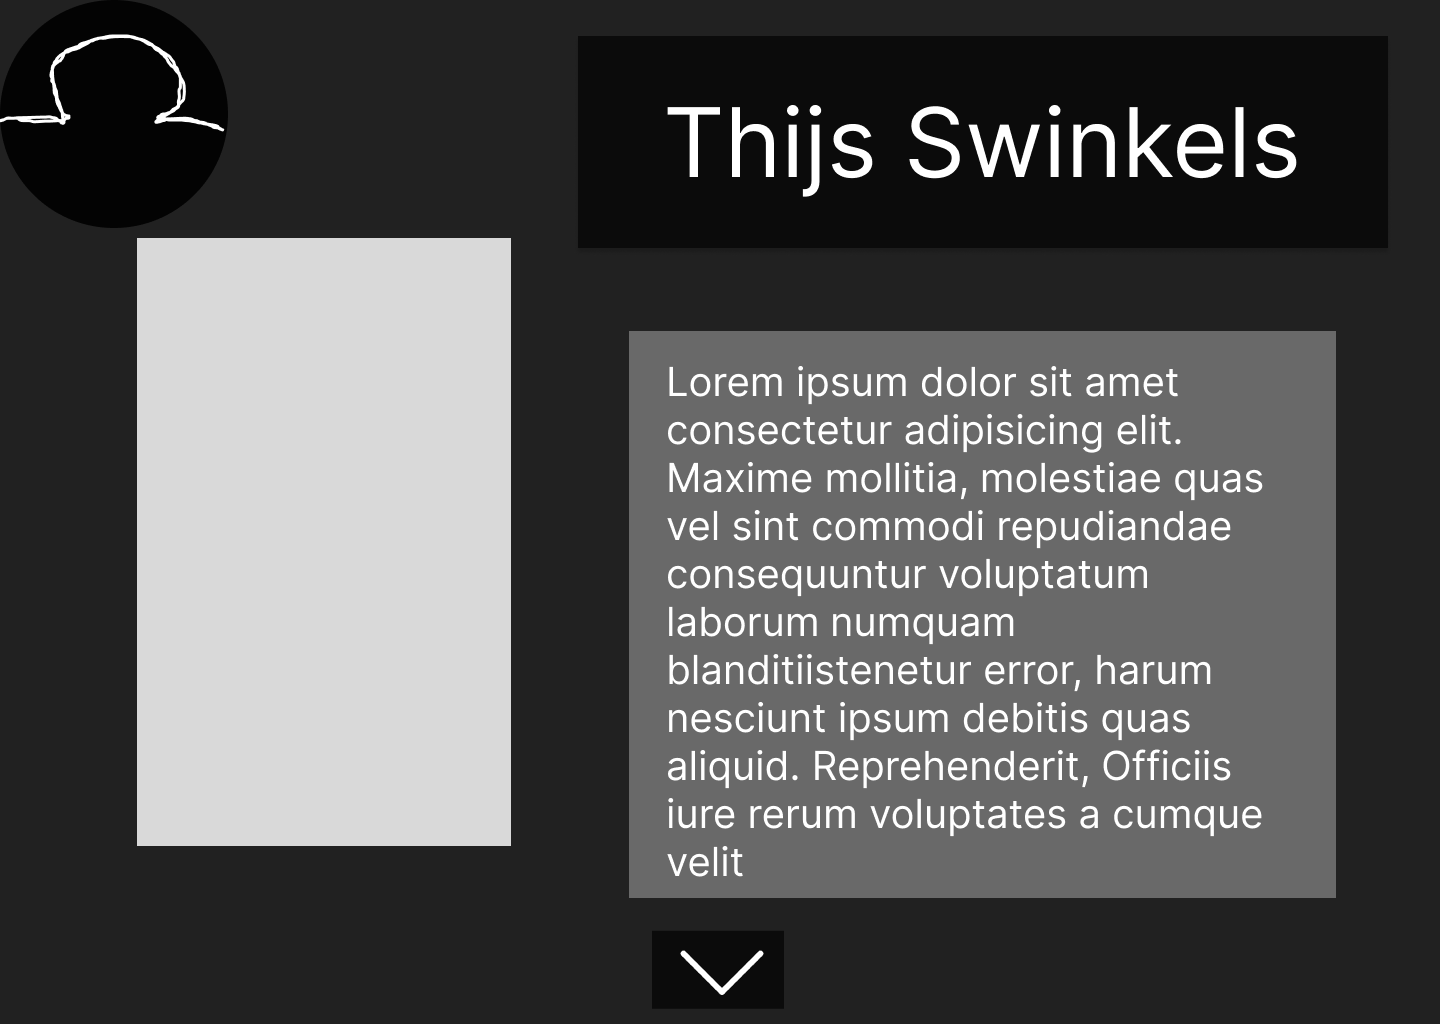 Thijs Swinkels
Lorem ipsum dolor sit amet
consectetur adipisicing elit.
Maxime mollitia, molestiae quas
vel sint commodi repudiandae
consequuntur voluptatum
laborum numquam
blanditiistenetur error, harum
nesciunt ipsum debitis quas
aliquid. Reprehenderit, Officiis
iure rerum voluptates a cumque
velit